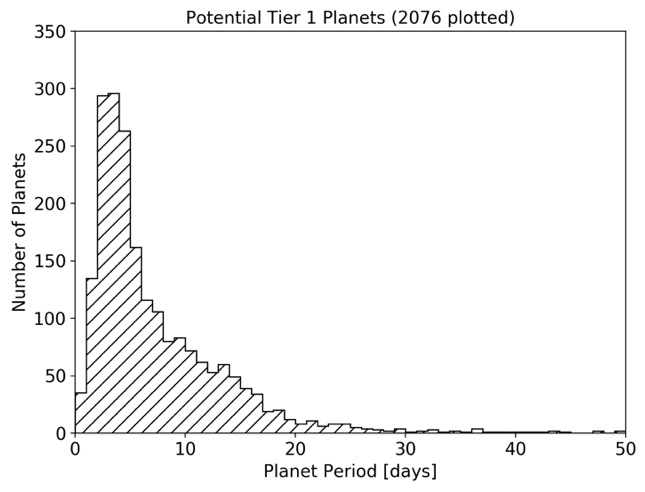 Potential Tier 1 Planets (2076 plotted)
350
300
250
200
150
100
50
0
Number of Planets
0 10 20 30 40 50
Planet Period [days]